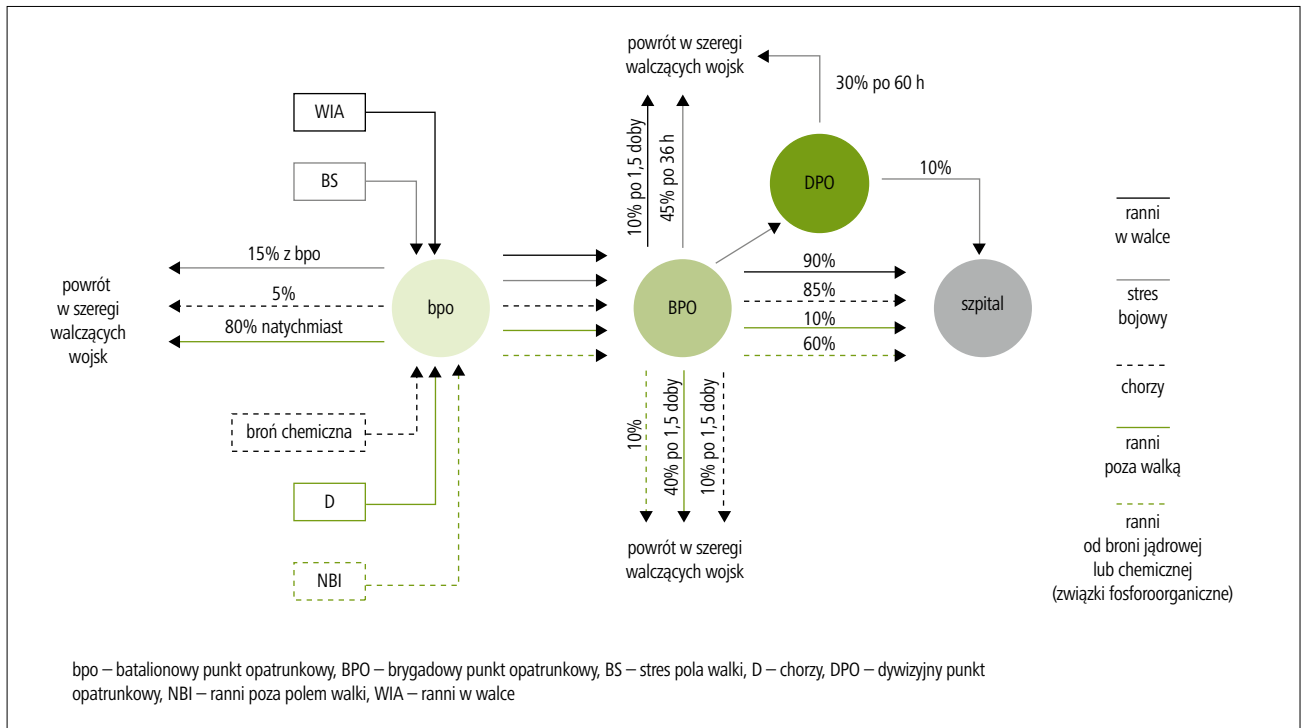 WIA
BS
15% z bpo
5%
80% natychmiast
powrót
w szeregi
walczących
wojsk
bpo
broń chemiczna
D
NBI
powrót w szeregi
walczących wojsk
10% po 1,5 doby
45% po 36 h
30% po 60 h
DPO
10%
BPO
90%
85%
10%
60%
szpital
10%
40% po 1,5 doby
10% po 1,5 doby
powrót w szeregi
walczących wojsk
ranni
w walce
stres
bojowy
chorzy
ranni
poza walką
ranni
od broni jądrowej
lub chemicznej
(związki fosforoorganiczne)
bpo – batalionowy punkt opatrunkowy, BPO – brygadowy punkt opatrunkowy, BS – stres pola walki, D – chorzy, DPO – dywizyjny punkt
opatrunkowy, NBI – ranni poza polem walki, WIA – ranni w walce